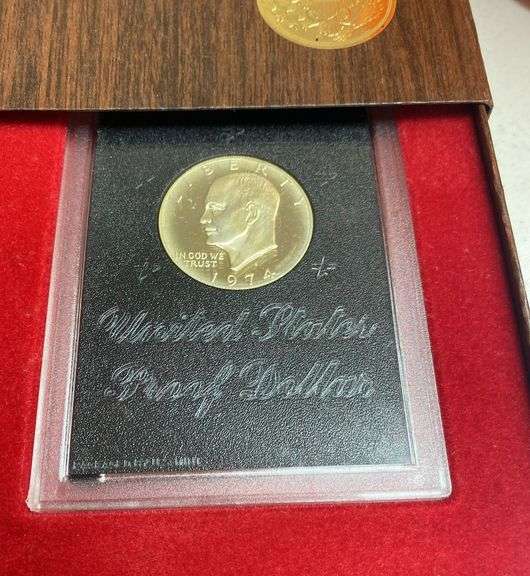 LIBERTY
IN GOD WE
TRUST
1974
United States
Proof Dollar